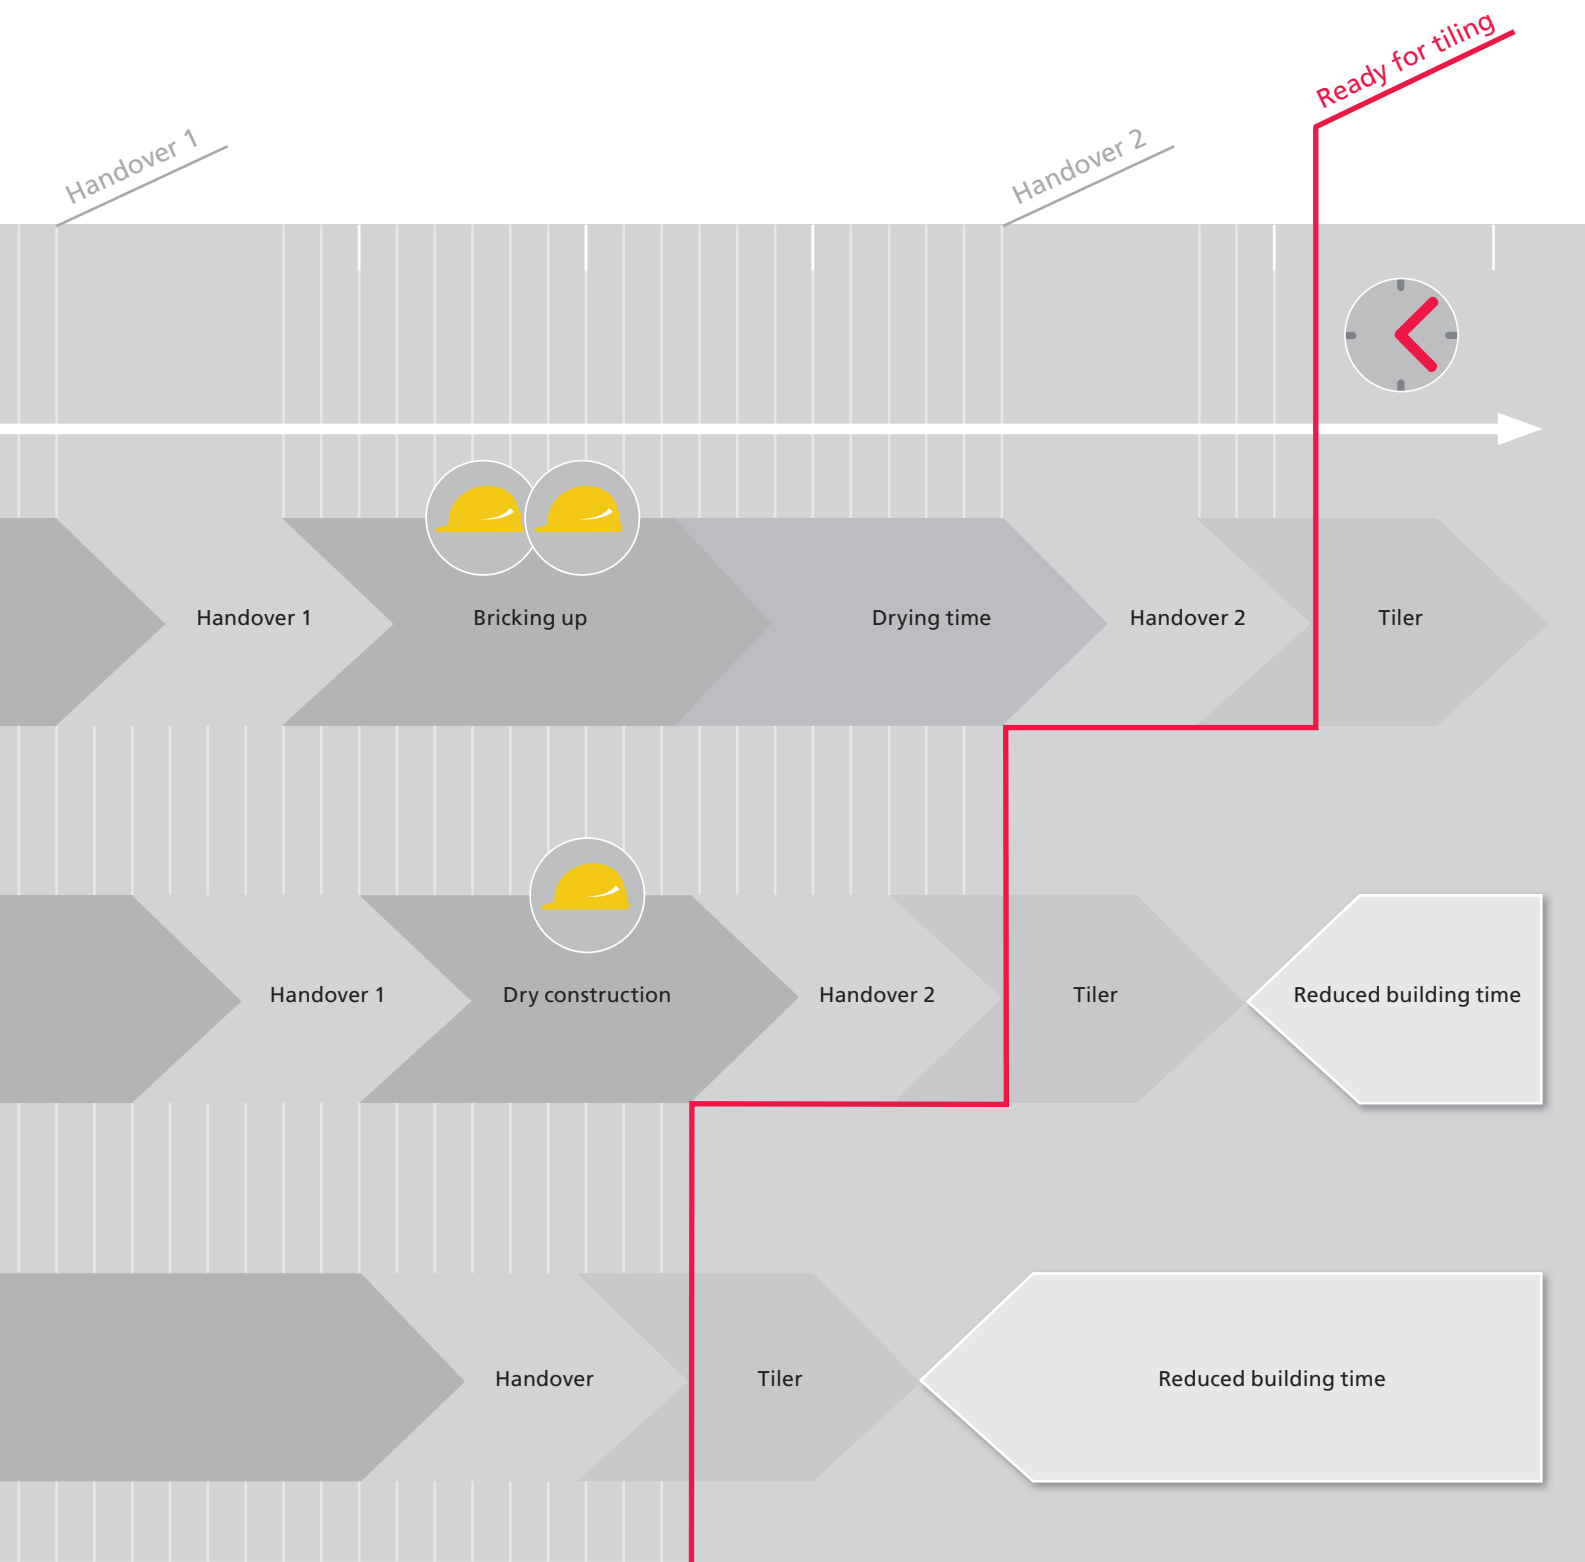 Ready for tiling
Handover 1
Handover 2
Handover 1
Bricking up
Drying time
Handover 2
Tiler
Handover 1
Dry construction
Handover 2
Tiler
Reduced building time
Handover
Tiler
Reduced building time